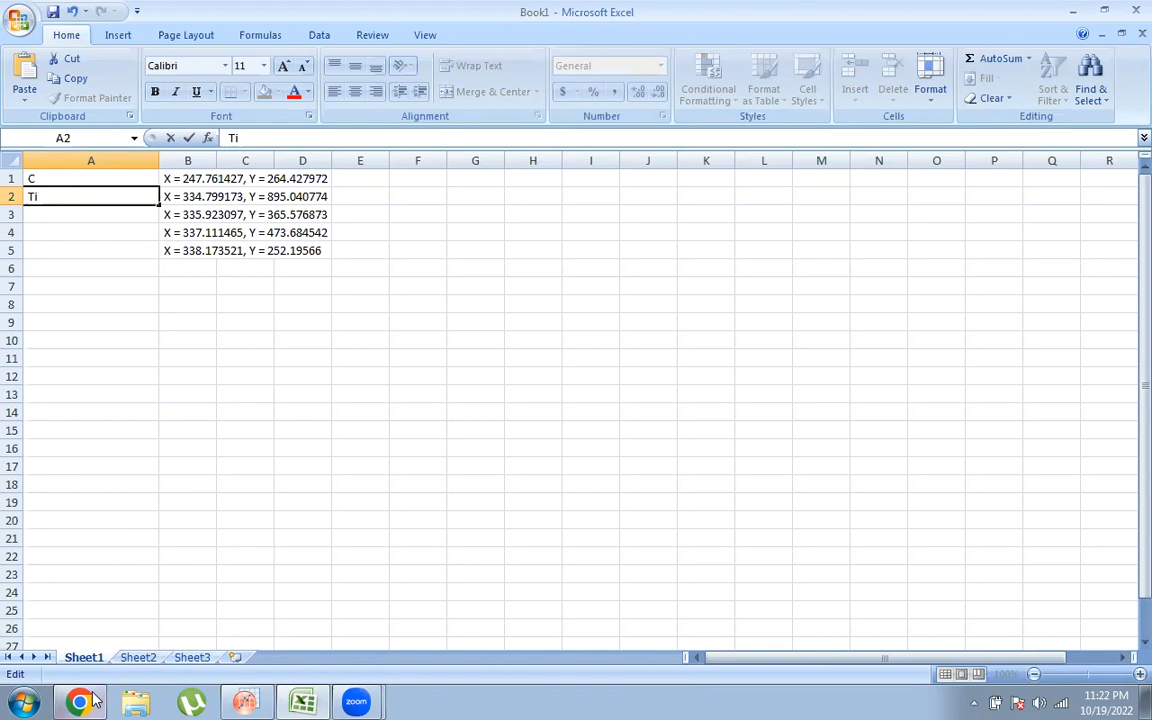 Book1 - Microsoft Excel
Home Insert Page Layout Formulas Data Review View
Paste
Cut
Copy
Format Painter
Clipboard
Calibri 11 A A
B I U A
Font
Wrap Text
Merge & Center
Alignment
General
$ % ,
Number
Conditional Formatting
Format as Table
Cell Styles
Styles
Insert Delete Format
Cells
Σ AutoSum
Fill
Clear
Sort & Filter
Find & Select
Editing
A2 fx Ti
A B C D E F G H I J K L M N O P Q R
1 C X = 247.761427, Y = 264.427972
2 Ti X = 334.799173, Y = 895.040774
3 X = 335.923097, Y = 365.576873
4 X = 337.111465, Y = 473.684542
5 X = 338.173521, Y = 252.19566
6
7
8
9
10
11
12
13
14
15
16
17
18
19
20
21
22
23
24
25
26
27
Sheet1 Sheet2 Sheet3
Edit 100%
zoom
11:22 PM
10/19/2022